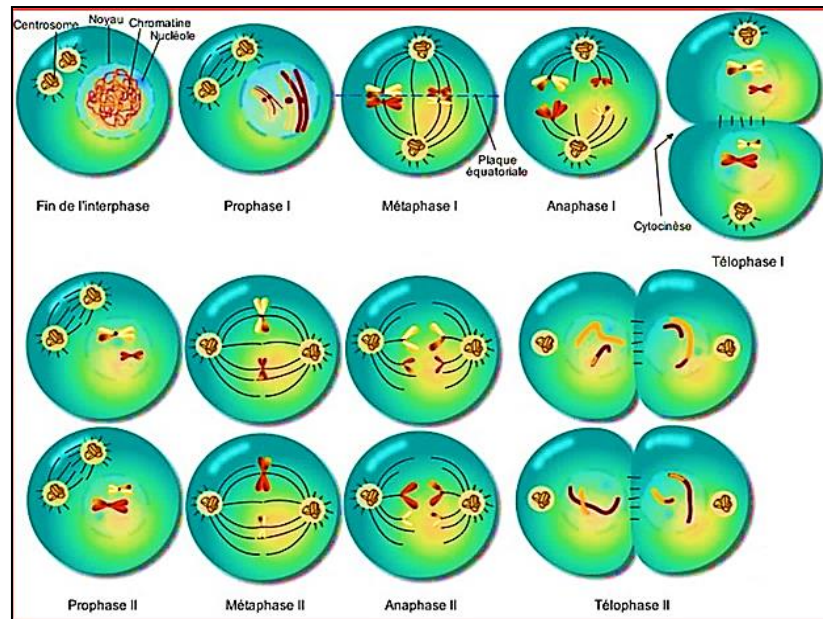 Centrosome
Noyau
Chromatine
Nucléole
Plaque
équatoriale
Cytocinèse
Fin de l'interphase
Prophase I
Métaphase I
Anaphase I
Télophase I
Prophase II
Métaphase II
Anaphase II
Télophase II